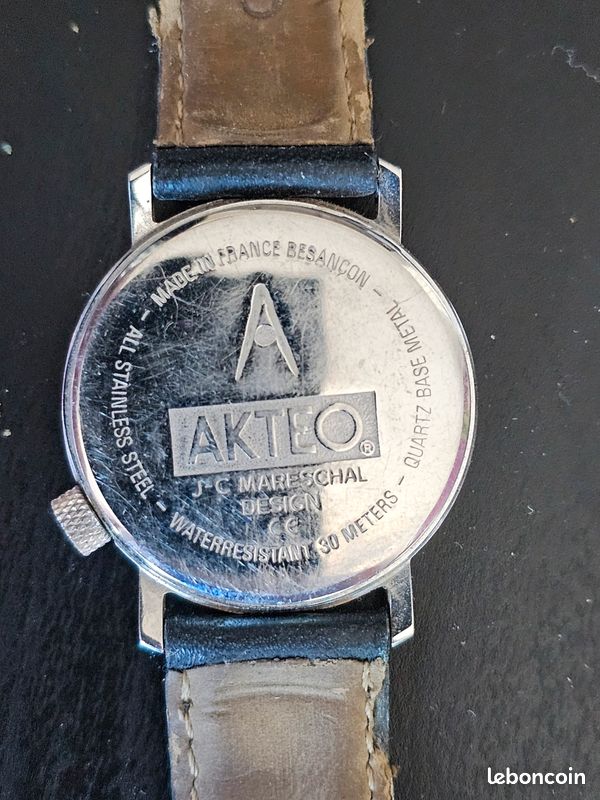 MADE IN FRANCE BESANÇON - QUARTZ BASE METAL - WATERRESISTANT 30 METERS - ALL STAINLESS STEEL -
A
AKTEO®
J-C MARESCHAL
DESIGN
CE
leboncoin